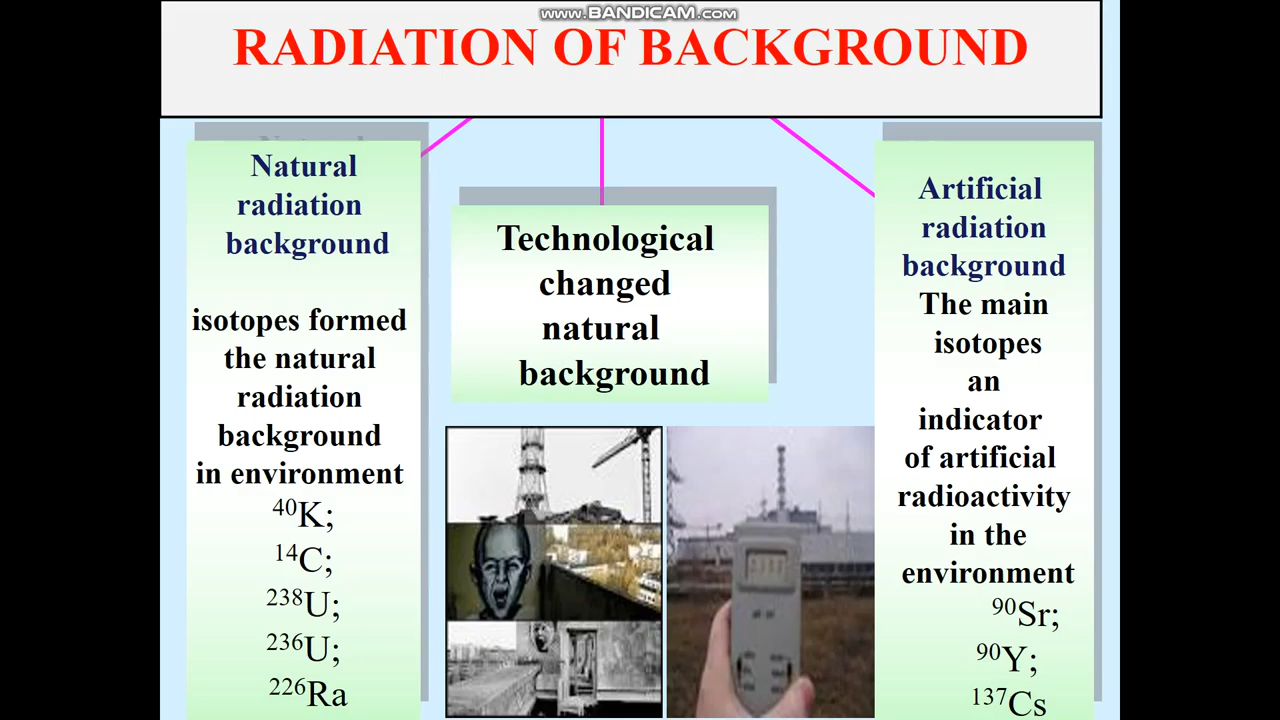 www.BANDICAM.com
RADIATION OF BACKGROUND
Natural
radiation
background
isotopes formed
the natural
radiation
background
in environment
⁴⁰K;
¹⁴C;
²³⁸U;
²³⁶U;
²²⁶Ra
Technological
changed
natural
background
Artificial
radiation
background
The main
isotopes
an
indicator
of artificial
radioactivity
in the
environment
⁹⁰Sr;
⁹⁰Y;
¹³⁷Cs